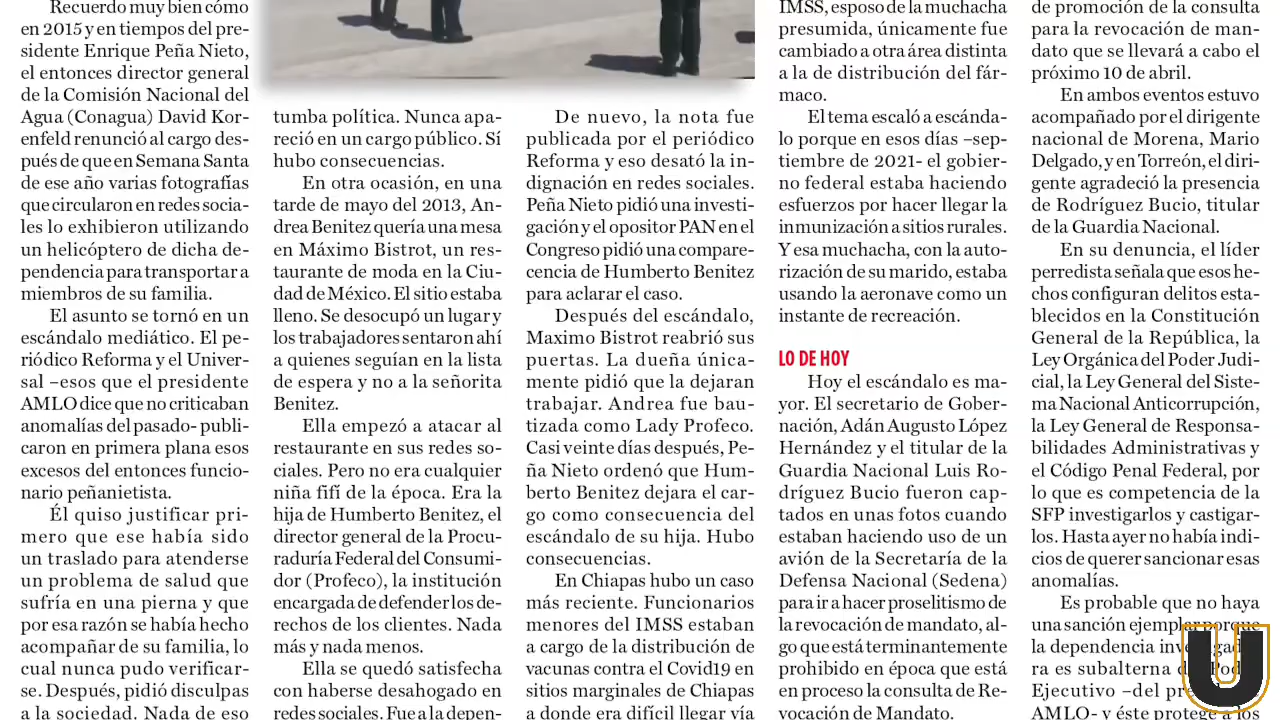 Recuerdo muy bien cómo
en 2015 y en tiempos del pre-
sidente Enrique Peña Nieto,
el entonces director general
de la Comisión Nacional del
Agua (Conagua) David Kor-
enfeld renunció al cargo des-
pués de que en Semana Santa
de ese año varias fotografías
que circularon en redes socia-
les lo exhibieron utilizando
un helicóptero de dicha de-
pendencia para transportar a
miembros de su familia.
El asunto se tornó en un
escándalo mediático. El pe-
riódico Reforma y el Univer-
sal –esos que el presidente
AMLO dice que no criticaban
anomalías del pasado- publi-
caron en primera plana esos
excesos del entonces funcio-
nario peñanietista.
Él quiso justificar pri-
mero que ese había sido
un traslado para atenderse
un problema de salud que
sufría en una pierna y que
por esa razón se había hecho
acompañar de su familia, lo
cual nunca pudo verificar-
se. Después, pidió disculpas
a la sociedad. Nada de eso
tumba política. Nunca apa-
reció en un cargo público. Sí
hubo consecuencias.
En otra ocasión, en una
tarde de mayo del 2013, An-
drea Benitez quería una mesa
en Máximo Bistrot, un res-
taurante de moda en la Ciu-
dad de México. El sitio estaba
lleno. Se desocupó un lugar y
los trabajadores sentaron ahí
a quienes seguían en la lista
de espera y no a la señorita
Benitez.
Ella empezó a atacar al
restaurante en sus redes so-
ciales. Pero no era cualquier
niña fifí de la época. Era la
hija de Humberto Benitez, el
director general de la Procu-
raduría Federal del Consumi-
dor (Profeco), la institución
encargada de defender los de-
rechos de los clientes. Nada
más y nada menos.
Ella se quedó satisfecha
con haberse desahogado en
redes sociales. Fue a la depen-
De nuevo, la nota fue
publicada por el periódico
Reforma y eso desató la in-
dignación en redes sociales.
Peña Nieto pidió una investi-
gación y el opositor PAN en el
Congreso pidió una compare-
cencia de Humberto Benitez
para aclarar el caso.
Después del escándalo,
Maximo Bistrot reabrió sus
puertas. La dueña única-
mente pidió que la dejaran
trabajar. Andrea fue bau-
tizada como Lady Profeco.
Casi veinte días después, Pe-
ña Nieto ordenó que Hum-
berto Benitez dejara el car-
go como consecuencia del
escándalo de su hija. Hubo
consecuencias.
En Chiapas hubo un caso
más reciente. Funcionarios
menores del IMSS estaban
a cargo de la distribución de
vacunas contra el Covid19 en
sitios marginales de Chiapas
a donde era difícil llegar vía
IMSS, esposo de la muchacha
presumida, únicamente fue
cambiado a otra área distinta
a la de distribución del fár-
maco.
El tema escaló a escánda-
lo porque en esos días –sep-
tiembre de 2021- el gobier-
no federal estaba haciendo
esfuerzos por hacer llegar la
inmunización a sitios rurales.
Y esa muchacha, con la auto-
rización de su marido, estaba
usando la aeronave como un
instante de recreación.
LO DE HOY
Hoy el escándalo es ma-
yor. El secretario de Gober-
nación, Adán Augusto López
Hernández y el titular de la
Guardia Nacional Luis Ro-
dríguez Bucio fueron cap-
tados en unas fotos cuando
estaban haciendo uso de un
avión de la Secretaría de la
Defensa Nacional (Sedena)
para ir a hacer proselitismo de
la revocación de mandato, al-
go que está terminantemente
prohibido en época que está
en proceso la consulta de Re-
vocación de Mandato.
de promoción de la consulta
para la revocación de man-
dato que se llevará a cabo el
próximo 10 de abril.
En ambos eventos estuvo
acompañado por el dirigente
nacional de Morena, Mario
Delgado, y en Torreón, el diri-
gente agradeció la presencia
de Rodríguez Bucio, titular
de la Guardia Nacional.
En su denuncia, el líder
perredista señala que esos he-
chos configuran delitos esta-
blecidos en la Constitución
General de la República, la
Ley Orgánica del Poder Judi-
cial, la Ley General del Siste-
ma Nacional Anticorrupción,
la Ley General de Responsa-
bilidades Administrativas y
el Código Penal Federal, por
lo que es competencia de la
SFP investigarlos y castigar-
los. Hasta ayer no había indi-
cios de querer sancionar esas
anomalías.
Es probable que no haya
una sanción ejemplar porque
la dependencia investigado-
ra es subalterna del Poder
Ejecutivo –del
AMLO- y éste protege a los
U